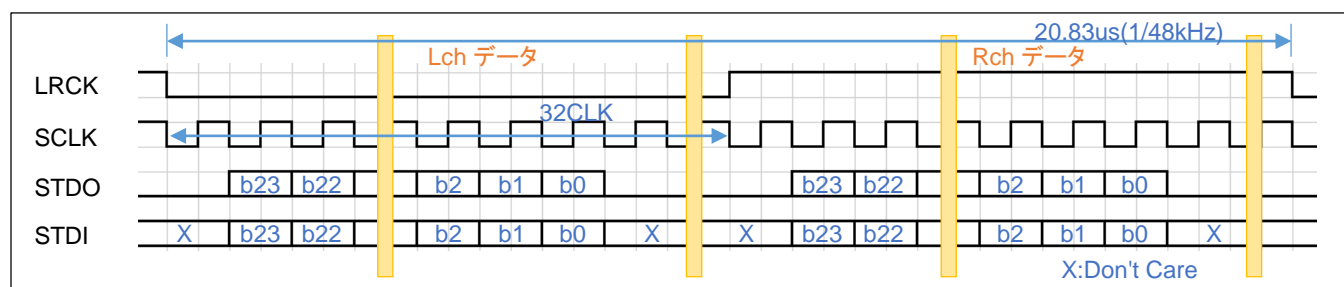 20.83us(1/48kHz)
Lch データ
Rch データ
LRCK
32CLK
SCLK
STDO b23 b22 b2 b1 b0 b23 b22 b2 b1 b0
STDI X b23 b22 b2 b1 b0 X X b23 b22 b2 b1 b0 X
X:Don't Care